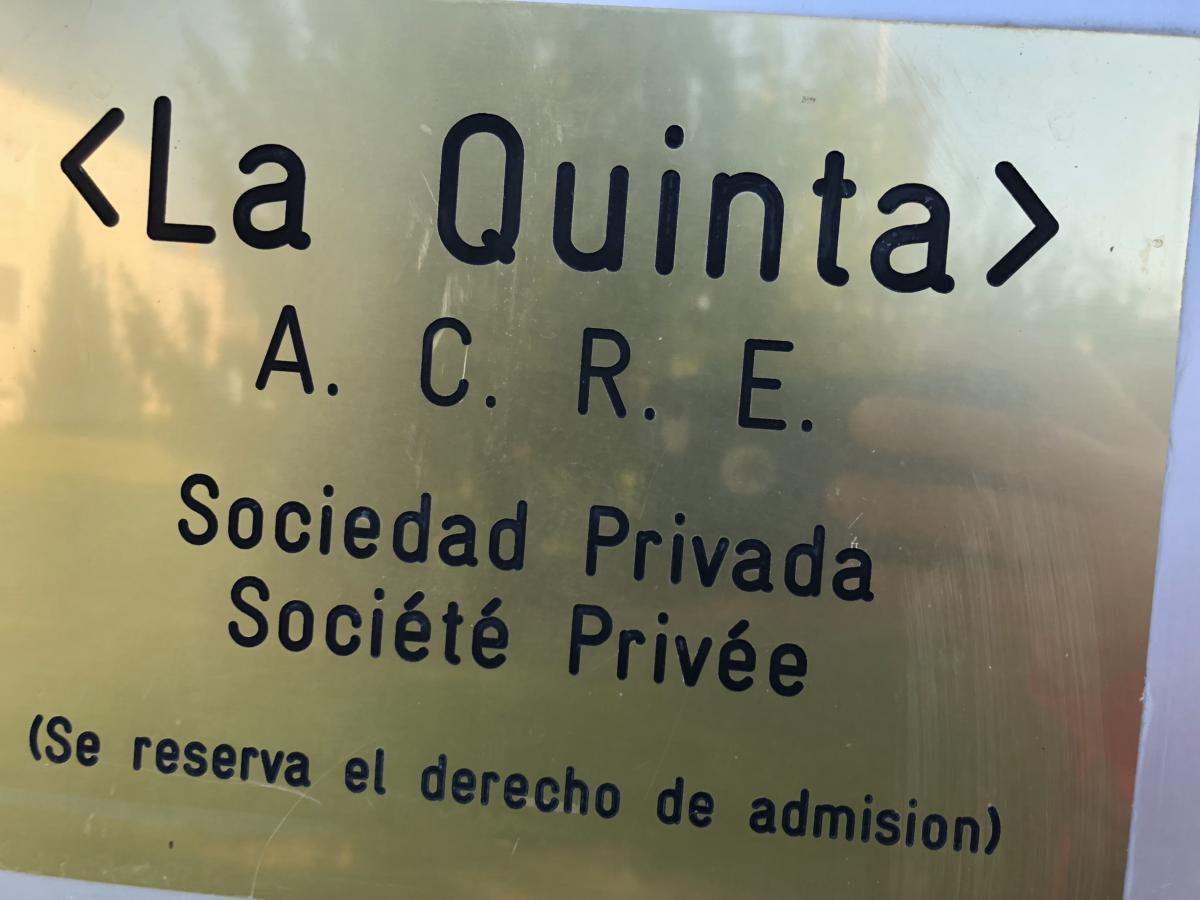 <La Quinta>
A. C. R. E.
Sociedad Privada
Société Privée
(Se reserva el derecho de admision)